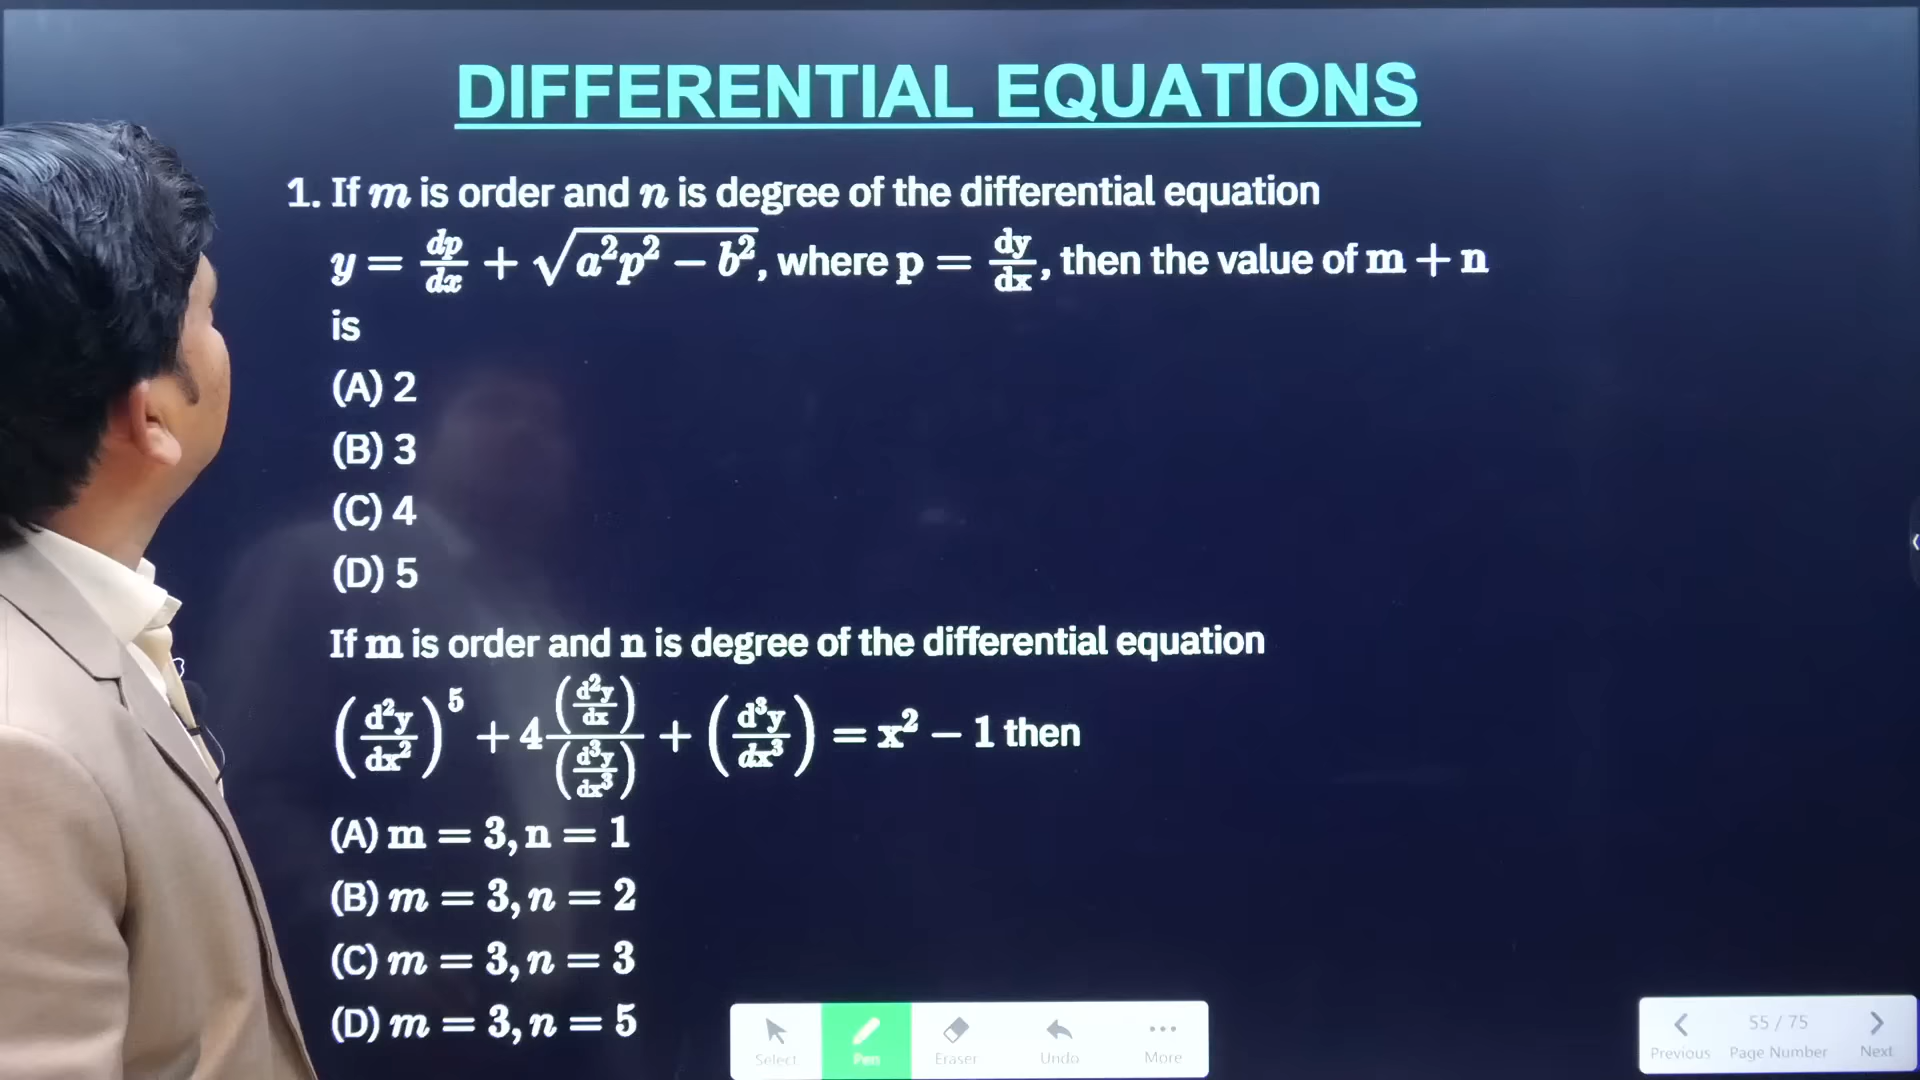 DIFFERENTIAL EQUATIONS
1. If m is order and n is degree of the differential equation
y = dp/dx + √(a²p² − b²), where p = dy/dx, then the value of m + n
is
(A) 2
(B) 3
(C) 4
(D) 5
If m is order and n is degree of the differential equation
(d²y/dx²)⁵ + 4 (d²y/dx)/(d³y/dx³) + (d³y/dx³) = x² − 1 then
(A) m = 3, n = 1
(B) m = 3, n = 2
(C) m = 3, n = 3
(D) m = 3, n = 5
Select Pen Eraser Undo More
55 / 75
Previous Page Number Next